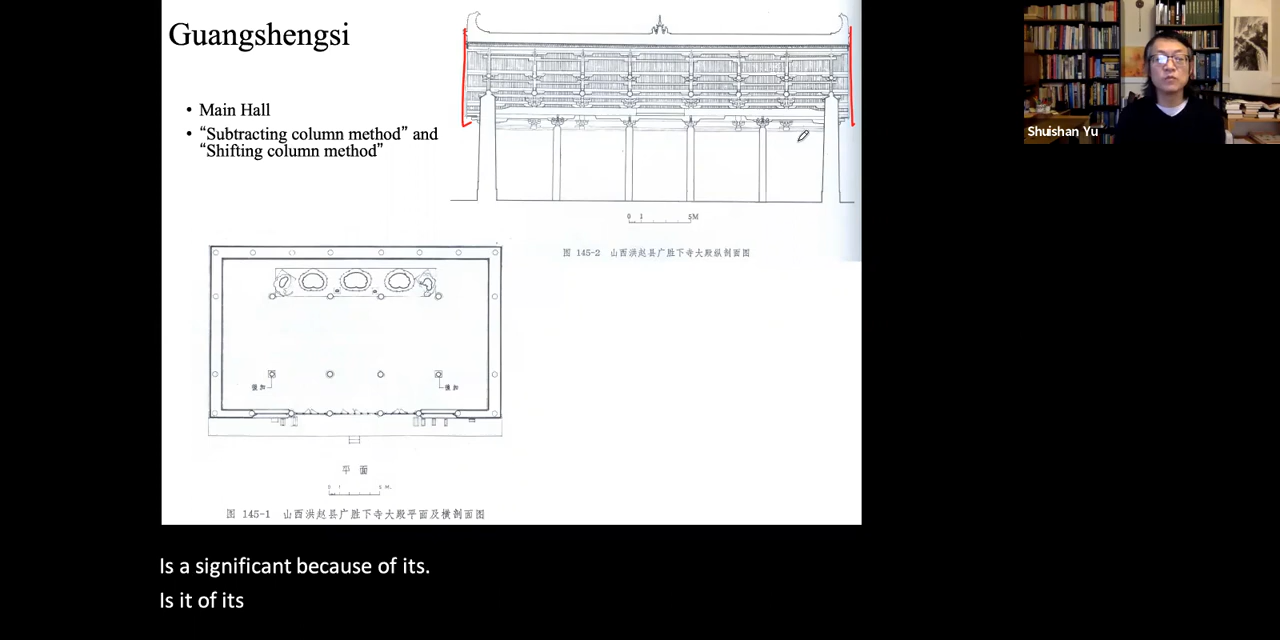 Guangshengsi
• Main Hall
• “Subtracting column method” and
“Shifting column method”
0 1 5M
图 145-2 山西洪赵县广胜下寺大殿纵剖面图
平 面
图 145-1 山西洪赵县广胜下寺大殿平面及横剖面图
Shuishan Yu
Is a significant because of its.
Is it of its